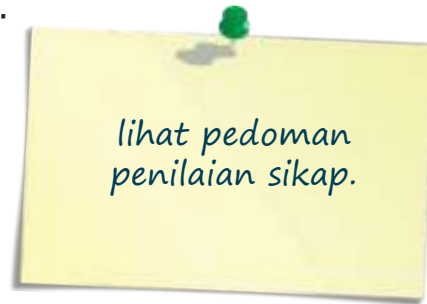 .
lihat pedoman
penilaian sikap.